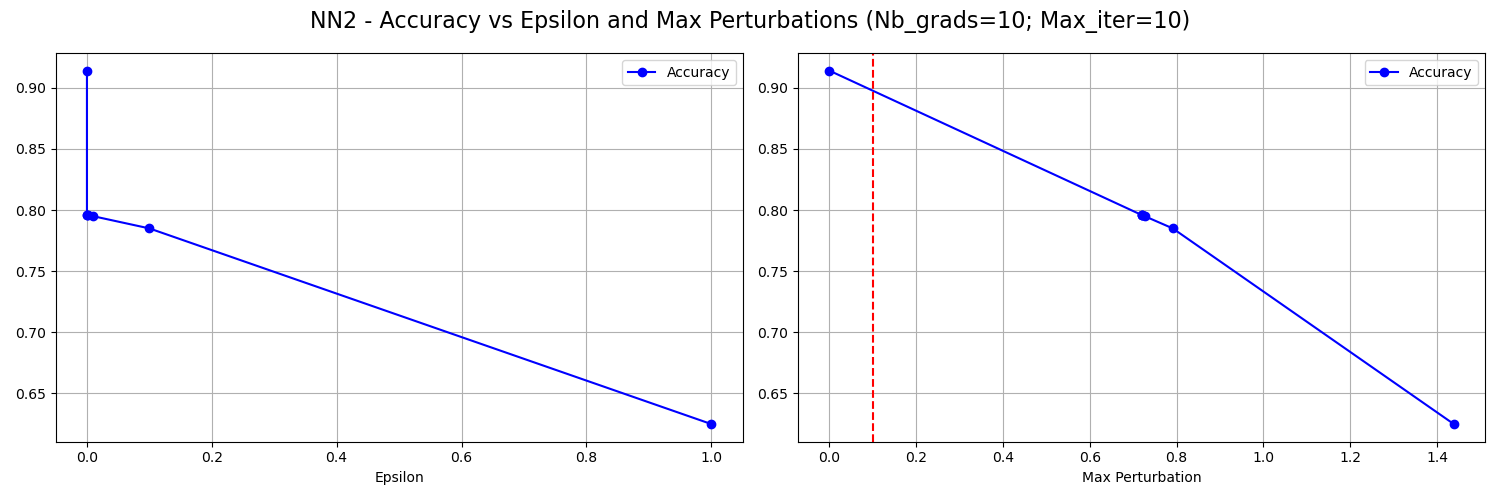 NN2 - Accuracy vs Epsilon and Max Perturbations (Nb_grads=10; Max_iter=10)
Accuracy
0.90
0.85
0.80
0.75
0.70
0.65
0.0 0.2 0.4 0.6 0.8 1.0
Epsilon
Accuracy
0.90
0.85
0.80
0.75
0.70
0.65
0.0 0.2 0.4 0.6 0.8 1.0 1.2 1.4
Max Perturbation